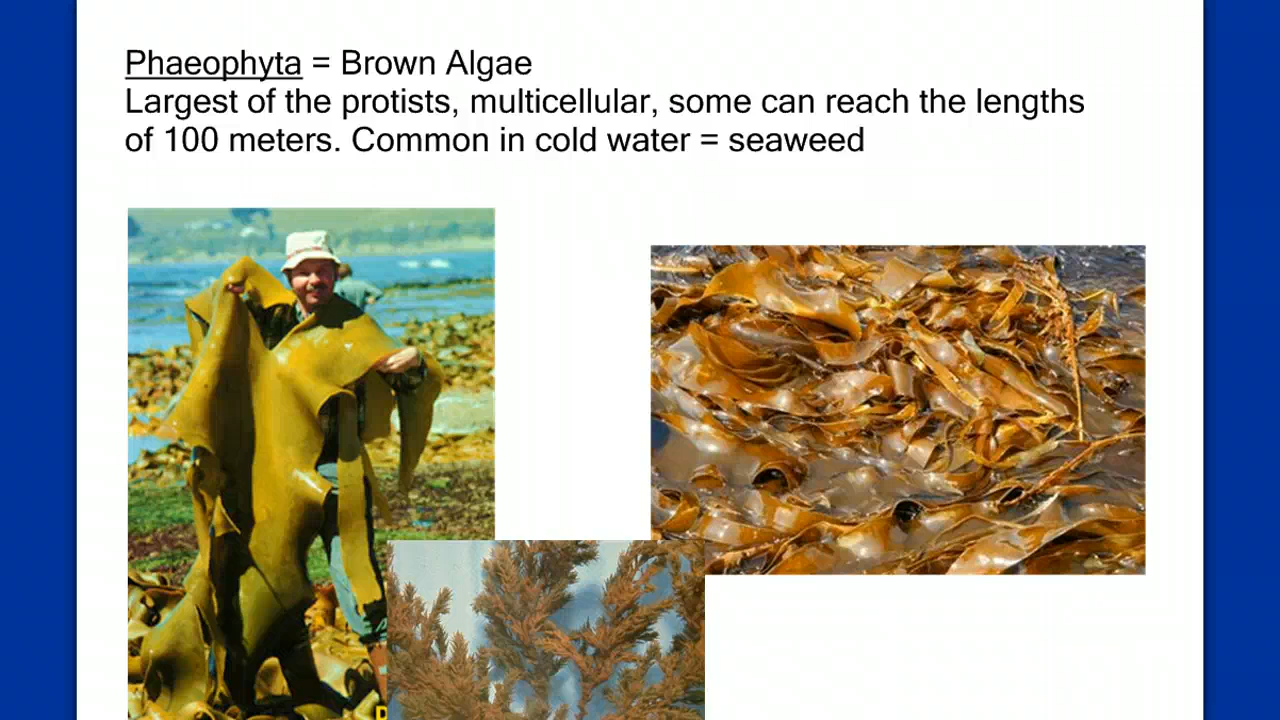 Phaeophyta = Brown Algae
Largest of the protists, multicellular, some can reach the lengths
of 100 meters. Common in cold water = seaweed